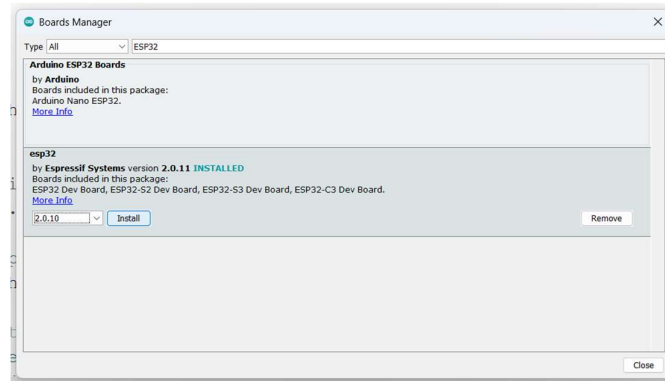 Boards Manager
Type All ESP32
Arduino ESP32 Boards
by Arduino
Boards included in this package:
Arduino Nano ESP32.
More Info
esp32
by Espressif Systems version 2.0.11 INSTALLED
Boards included in this package:
ESP32 Dev Board, ESP32-S2 Dev Board, ESP32-S3 Dev Board, ESP32-C3 Dev Board.
More Info
2.0.10 Install Remove
Close